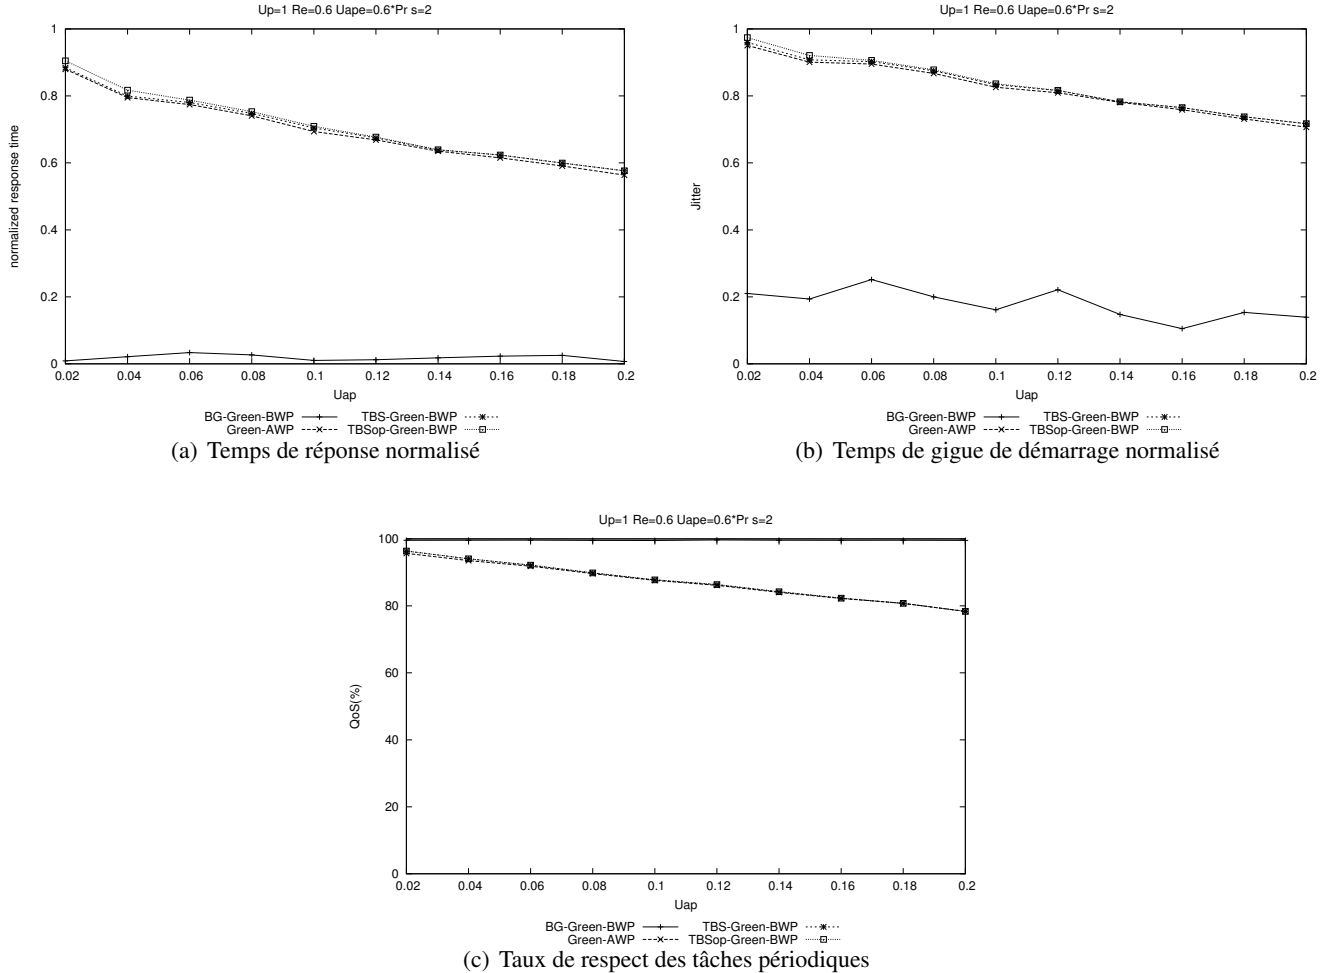 Up=1 Re=0.6 Uape=0.6*Pr s=2
normalized response time
1
0.8
0.6
0.4
0.2
0
0.02 0.04 0.06 0.08 0.1 0.12 0.14 0.16 0.18 0.2
Uap
BG-Green-BWP TBS-Green-BWP
Green-AWP TBSop-Green-BWP
(a) Temps de réponse normalisé
Up=1 Re=0.6 Uape=0.6*Pr s=2
Jitter
1
0.8
0.6
0.4
0.2
0
0.02 0.04 0.06 0.08 0.1 0.12 0.14 0.16 0.18 0.2
Uap
BG-Green-BWP TBS-Green-BWP
Green-AWP TBSop-Green-BWP
(b) Temps de gigue de démarrage normalisé
Up=1 Re=0.6 Uape=0.6*Pr s=2
QoS(%)
100
80
60
40
20
0
0.02 0.04 0.06 0.08 0.1 0.12 0.14 0.16 0.18 0.2
Uap
BG-Green-BWP TBS-Green-BWP
Green-AWP TBSop-Green-BWP
(c) Taux de respect des tâches périodiques